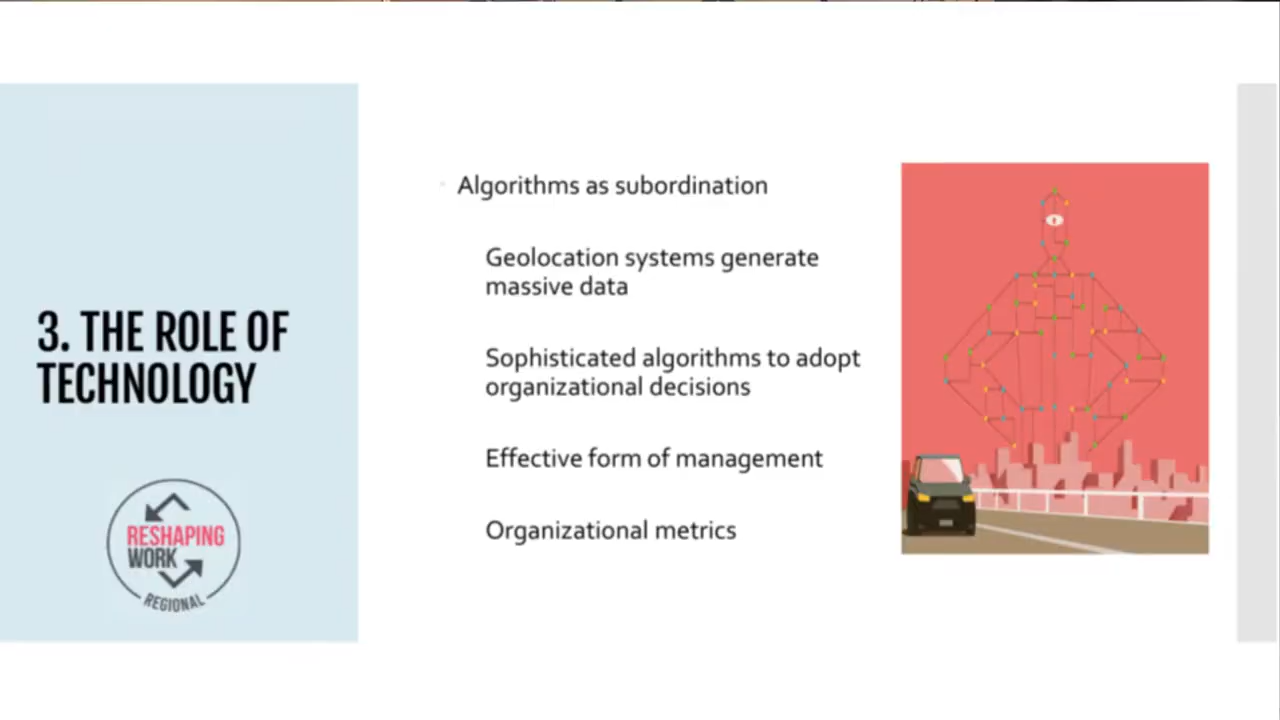 3. THE ROLE OF
TECHNOLOGY
RESHAPING
WORK
REGIONAL
Algorithms as subordination
Geolocation systems generate
massive data
Sophisticated algorithms to adopt
organizational decisions
Effective form of management
Organizational metrics